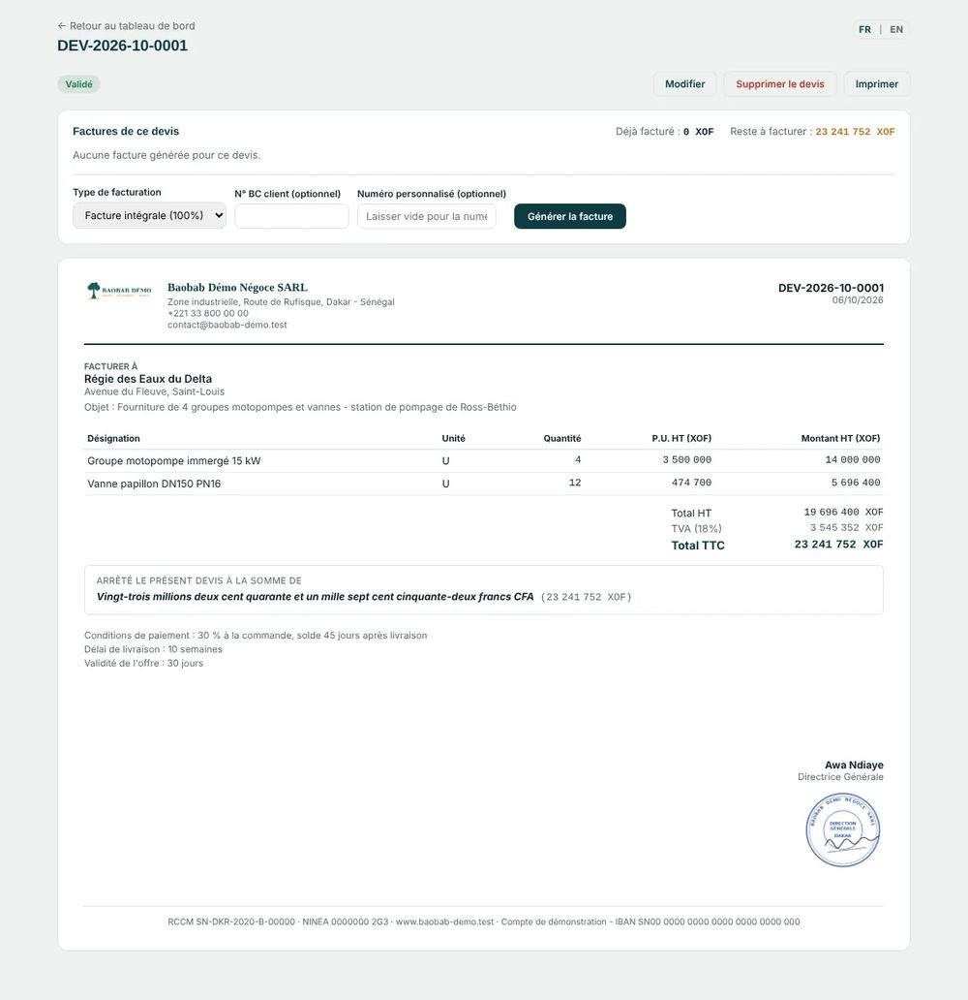 ← Retour au tableau de bord
FR | EN
DEV-2026-10-0001
Validé
Modifier
Supprimer le devis
Imprimer
Factures de ce devis
Déjà facturé : 0 XOF Reste à facturer : 23 241 752 XOF
Aucune facture générée pour ce devis.
Type de facturation N° BC client (optionnel) Numéro personnalisé (optionnel)
Facture intégrale (100%) Laisser vide pour la numé Générer la facture
BAOBAB DEMO
Baobab Démo Négoce SARL
Zone industrielle, Route de Rufisque, Dakar - Sénégal
+221 33 800 00 00
contact@baobab-demo.test
DEV-2026-10-0001
06/10/2026
FACTURER À
Régie des Eaux du Delta
Avenue du Fleuve, Saint-Louis
Objet : Fourniture de 4 groupes motopompes et vannes - station de pompage de Ross-Béthio
Désignation Unité Quantité P.U. HT (XOF) Montant HT (XOF)
Groupe motopompe immergé 15 kW U 4 3 500 000 14 000 000
Vanne papillon DN150 PN16 U 12 474 700 5 696 400
Total HT 19 696 400 XOF
TVA (18%) 3 545 352 XOF
Total TTC 23 241 752 XOF
ARRÊTÉ LE PRÉSENT DEVIS À LA SOMME DE
Vingt-trois millions deux cent quarante et un mille sept cent cinquante-deux francs CFA (23 241 752 XOF)
Conditions de paiement : 30 % à la commande, solde 45 jours après livraison
Délai de livraison : 10 semaines
Validité de l'offre : 30 jours
Awa Ndiaye
Directrice Générale
BAOBAB DEMO NÉGOCE SARL
DIRECTION
GÉNÉRALE
DAKAR
RCCM SN-DKR-2020-B-00000 · NINEA 0000000 2G3 · www.baobab-demo.test · Compte de démonstration - IBAN SN00 0000 0000 0000 0000 0000 000